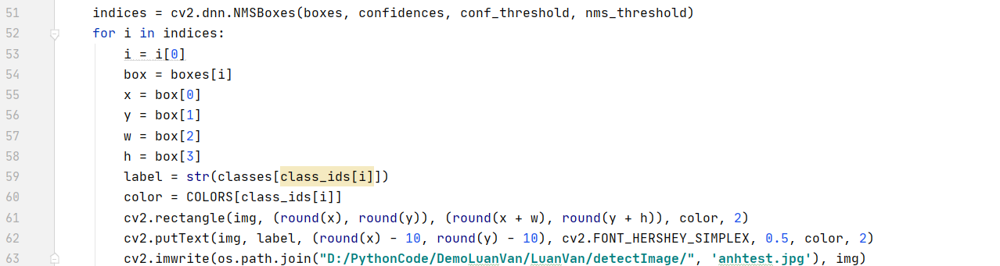 51 indices = cv2.dnn.NMSBoxes(boxes, confidences, conf_threshold, nms_threshold)
52 for i in indices:
53 i = i[0]
54 box = boxes[i]
55 x = box[0]
56 y = box[1]
57 w = box[2]
58 h = box[3]
59 label = str(classes[class_ids[i]])
60 color = COLORS[class_ids[i]]
61 cv2.rectangle(img, (round(x), round(y)), (round(x + w), round(y + h)), color, 2)
62 cv2.putText(img, label, (round(x) - 10, round(y) - 10), cv2.FONT_HERSHEY_SIMPLEX, 0.5, color, 2)
63 cv2.imwrite(os.path.join("D:/PythonCode/DemoLuanVan/LuanVan/detectImage/", 'anhtest.jpg'), img)